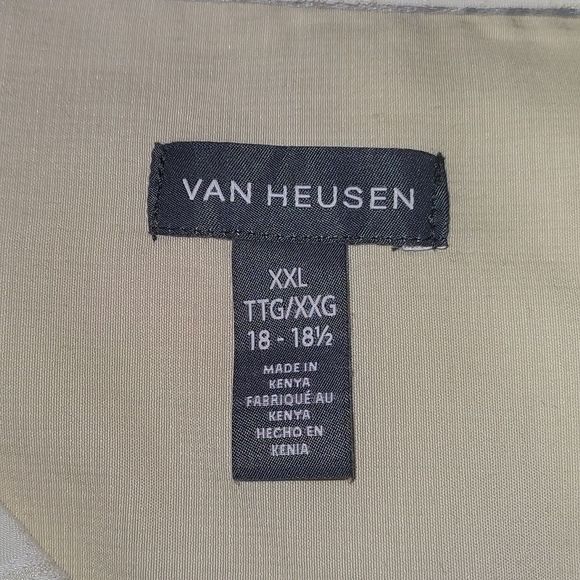 VAN HEUSEN
XXL
TTG/XXG
18 - 18½
MADE IN
KENYA
FABRIQUÉ AU
KENYA
HECHO EN
KENIA